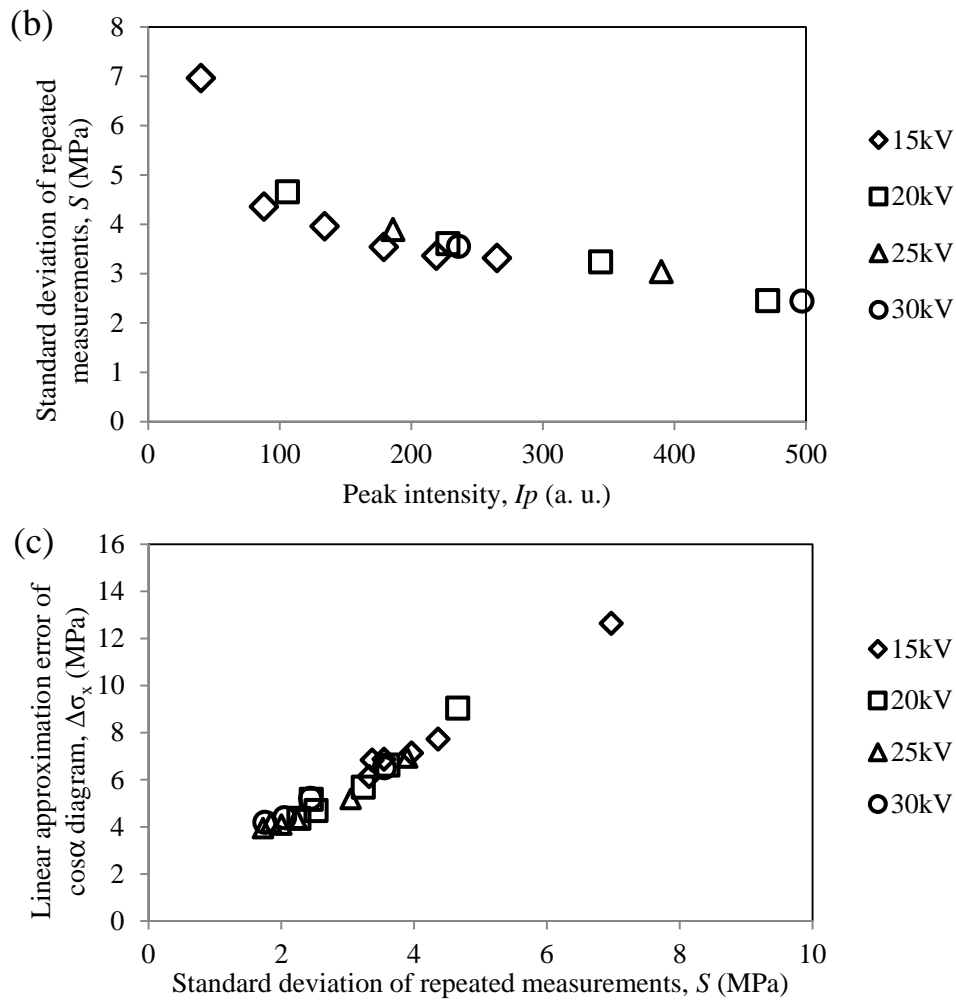 (b)
Standard deviation of repeated
measurements, S (MPa)
8
7
6
5
4
3
2
1
0
0 100 200 300 400 500
Peak intensity, Ip (a. u.)
15kV
20kV
25kV
30kV
(c)
Linear approximation error of
cosα diagram, Δσx (MPa)
16
14
12
10
8
6
4
2
0
0 2 4 6 8 10
Standard deviation of repeated measurements, S (MPa)
15kV
20kV
25kV
30kV